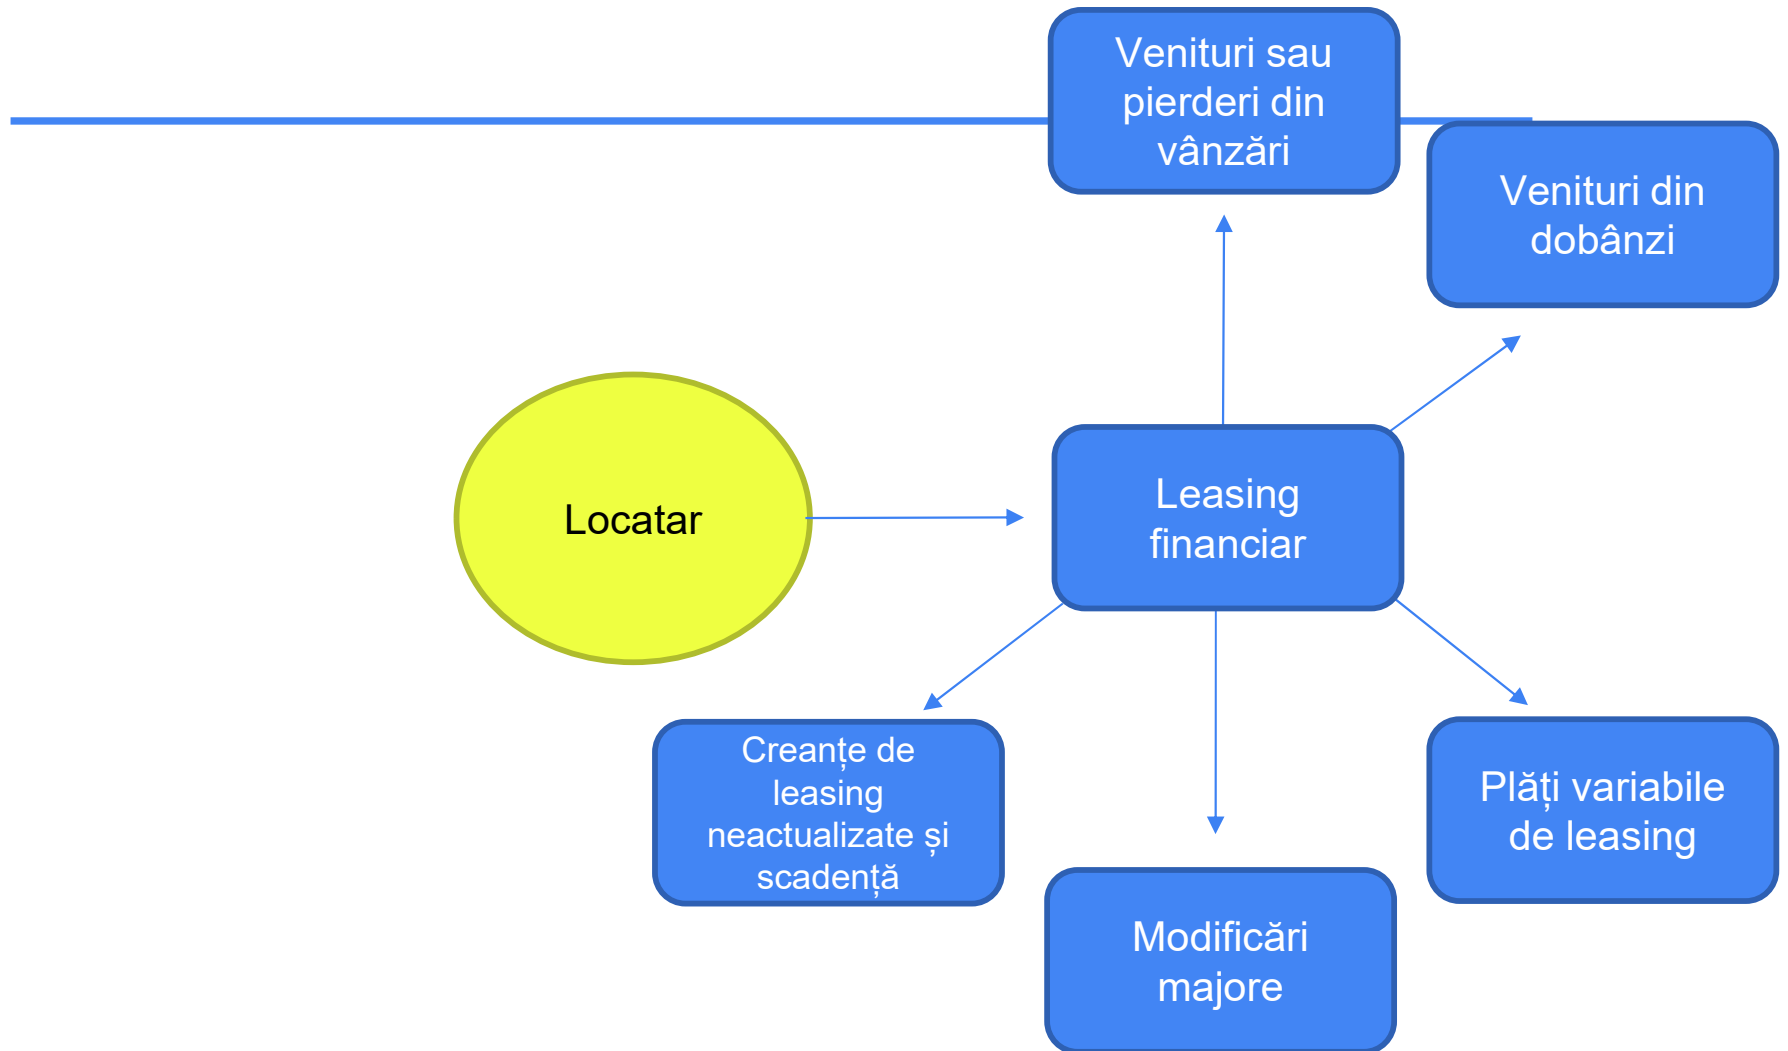 Venituri sau
pierderi din
vânzări
Venituri din
dobânzi
Locatar
Leasing
financiar
Creanțe de
leasing
neactualizate și
scadență
Modificări
majore
Plăți variabile
de leasing